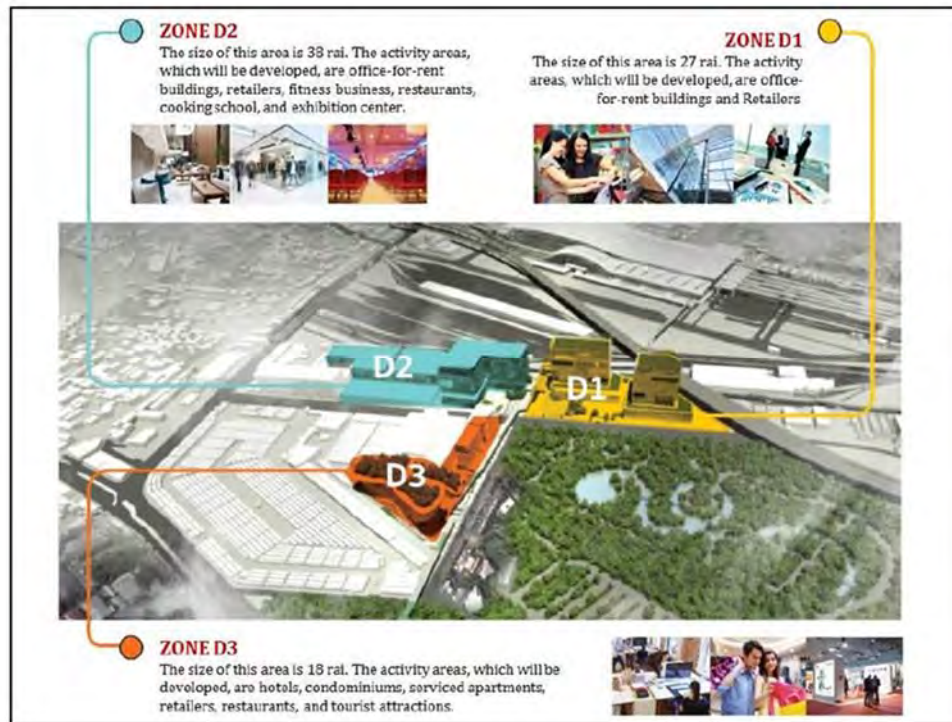 ZONE D2
The size of this area is 38 rai. The activity areas,
which will be developed, are office-for-rent
buildings, retailers, fitness business, restaurants,
cooking school, and exhibition center.
ZONE D1
The size of this area is 27 rai. The activity
areas, which will be developed, are office-
for-rent buildings and Retailers
D2
D1
D3
ZONE D3
The size of this area is 18 rai. The activity areas, which will be
developed, are hotels, condominiums, serviced apartments,
retailers, restaurants, and tourist attractions.